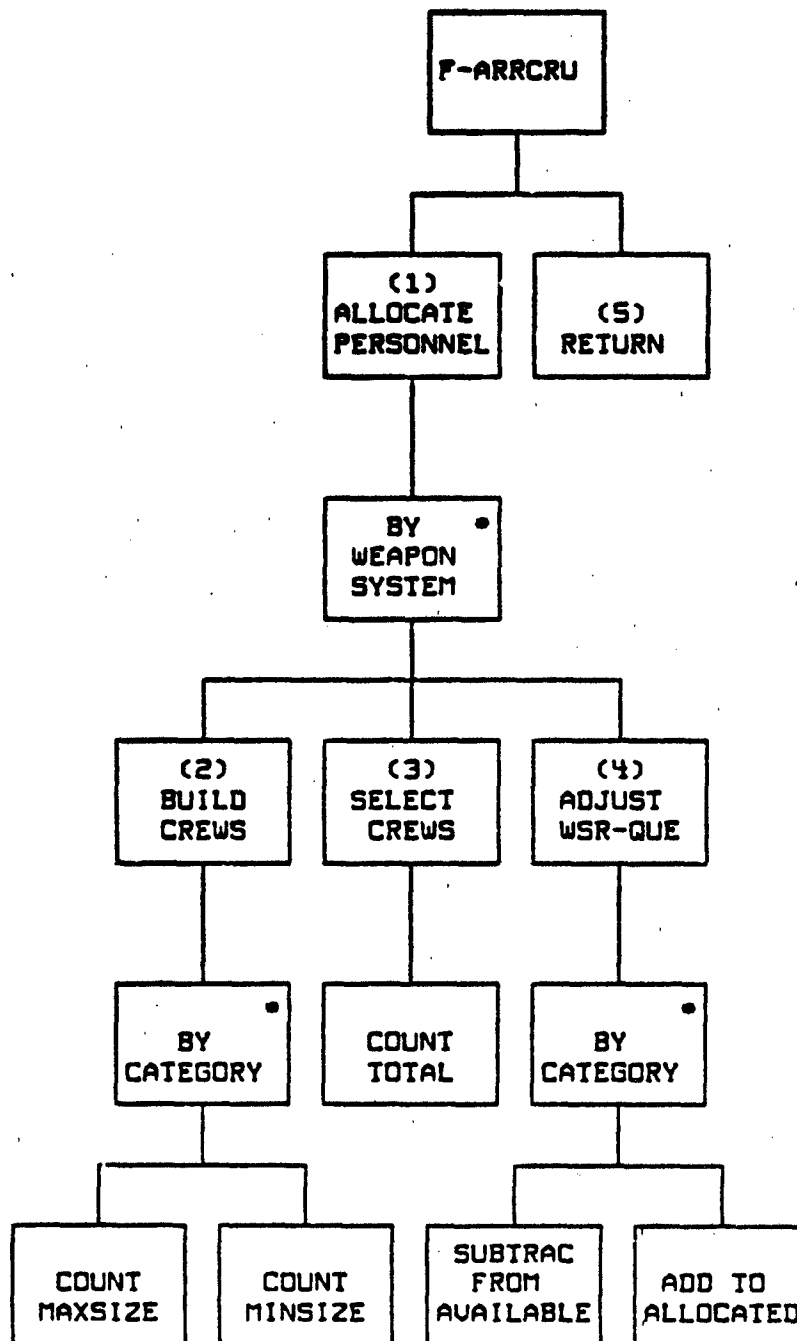 F-ARRCRU
(1)
ALLOCATE
PERSONNEL
(5)
RETURN
BY
WEAPON
SYSTEM
(2)
BUILD
CREWS
(3)
SELECT
CREWS
(4)
ADJUST
WSR-QUE
BY
CATEGORY
COUNT
TOTAL
BY
CATEGORY
COUNT
MAXSIZE
COUNT
MINSIZE
SUBTRAC
FROM
AVAILABLE
ADD TO
ALLOCATED